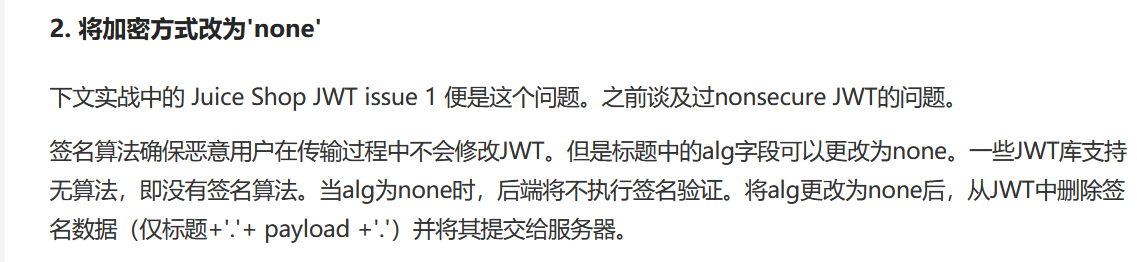 2. 将加密方式改为'none'
下文实战中的 Juice Shop JWT issue 1 便是这个问题。之前谈及过nonsecure JWT的问题。
签名算法确保恶意用户在传输过程中不会修改JWT。但是标题中的alg字段可以更改为none。一些JWT库支持
无算法，即没有签名算法。当alg为none时，后端将不执行签名验证。将alg更改为none后，从JWT中删除签
名数据（仅标题+'.'+ payload +'.'）并将其提交给服务器。